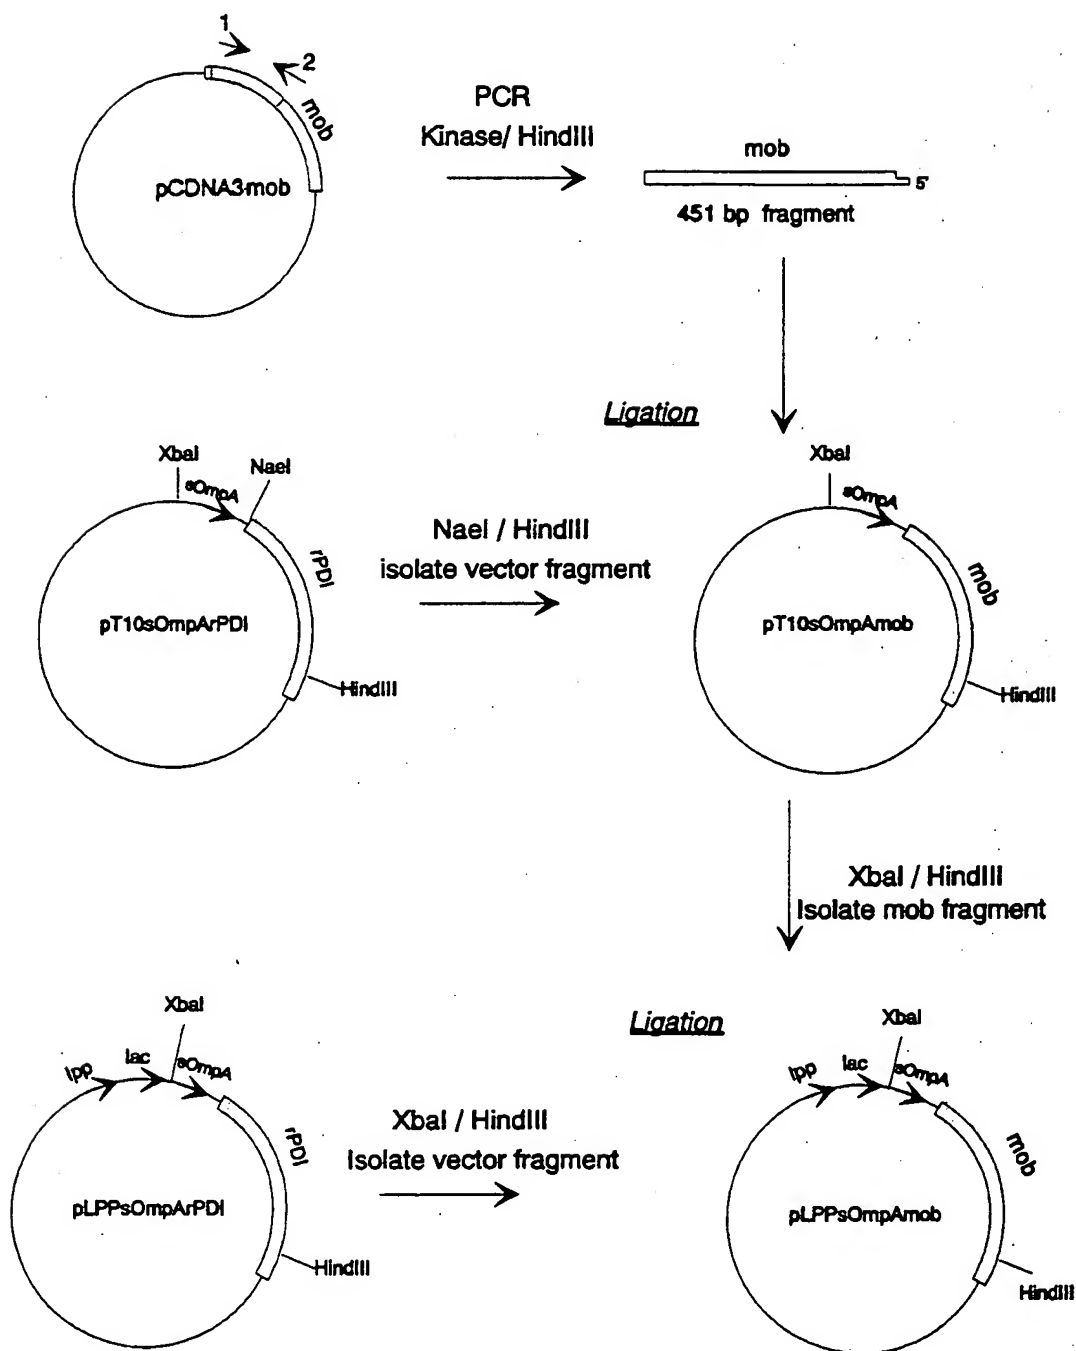 1
2
mob
pCDNA3mob
PCR
Kinase/ HindIII
mob
5'
451 bp fragment
Ligation
XbaI
sOmpA
NaeI
rPDI
pT10sOmpArPDI
HindIII
NaeI / HindIII
isolate vector fragment
XbaI
sOmpA
mob
pT10sOmpAmob
HindIII
XbaI / HindIII
Isolate mob fragment
Ligation
XbaI
lpp
lac
sOmpA
rPDI
pLPPsOmpArPDI
HindIII
XbaI / HindIII
Isolate vector fragment
XbaI
lpp
lac
sOmpA
mob
pLPPsOmpAmob
HindIII